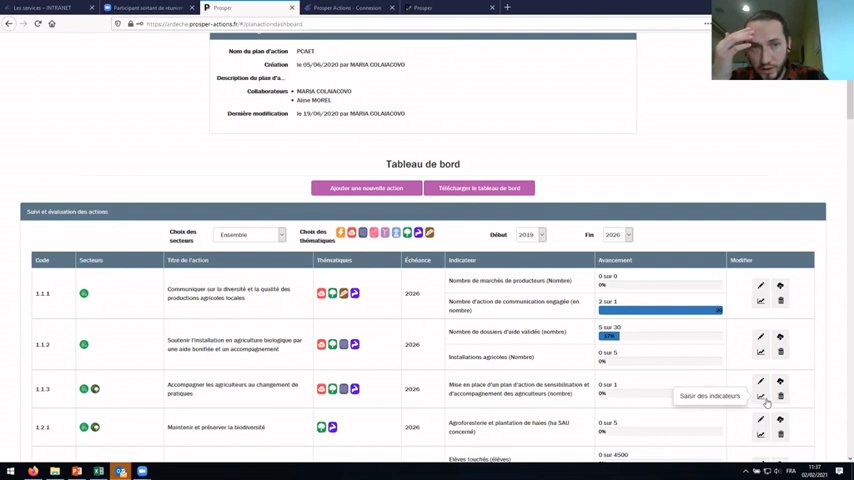 Les services – INTRANET
Participant sortant de réunion
Prosper
Prosper Actions - Connexion
Prosper
https://ardeche.prosper-actions.fr/#/planactiondashboard
Nom du plan d'action PCAET
Création le 05/06/2020 par MARIA COLAIACOVO
Description du plan d'a...
Collaborateurs • MARIA COLAIACOVO
• Aline MOREL
Dernière modification le 19/06/2020 par MARIA COLAIACOVO
Tableau de bord
Ajouter une nouvelle action Télécharger le tableau de bord
Suivi et évaluation des actions
Choix des secteurs Ensemble Choix des thématiques Début 2019 Fin 2026
Code Secteurs Titre de l'action Thématiques Échéance Indicateur Avancement Modifier
1.1.1 Communiquer sur la diversité et la qualité des productions agricoles locales 2026
Nombre de marchés de producteurs (Nombre) 0 sur 0 0%
Nombre d'action de communication engagée (en nombre) 2 sur 1
1.1.2 Soutenir l'installation en agriculture biologique par une aide bonifiée et un accompagnement 2026
Nombre de dossiers d'aide validés (nombre) 5 sur 30 17%
Installations agricoles (Nombre) 0 sur 5 0%
1.1.3 Accompagner les agriculteurs au changement de pratiques 2026
Mise en place d'un plan d'action de sensibilisation et d'accompagnement des agriculteurs (nombre) 0 sur 1 0%
Saisir des indicateurs
1.2.1 Maintenir et préserver la biodiversité 2026
Agroforesterie et plantation de haies (ha SAU concerné) 0 sur 5 0%
Elèves touchés (élèves) 0 sur 4500
FRA 11:37
02/02/2021